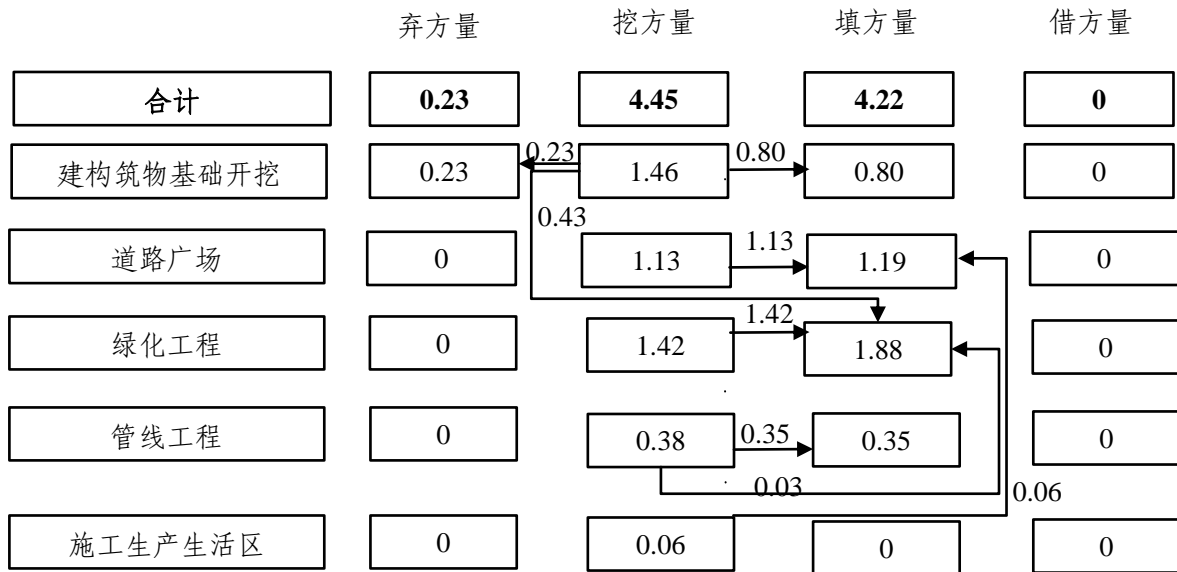 弃方量 挖方量 填方量 借方量
合计 0.23 4.45 4.22 0
0.23 0.80
建构筑物基础开挖 0.23 1.46 0.80 0
0.43
1.13
道路广场 0 1.13 1.19 0
1.42
绿化工程 0 1.42 1.88 0
0.35
管线工程 0 0.38 0.35 0
0.03 0.06
施工生产生活区 0 0.06 0 0